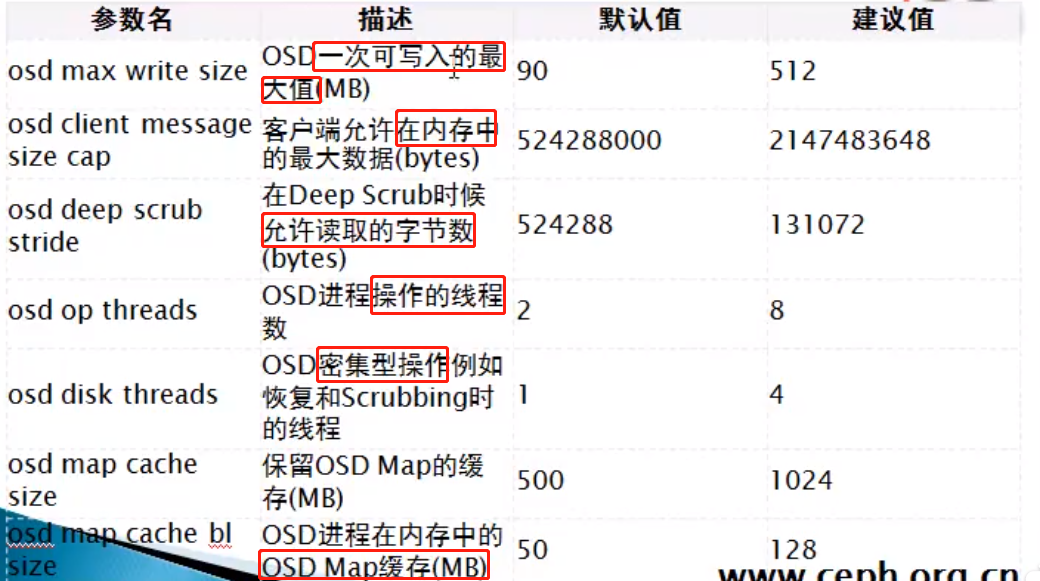 参数名 描述 默认值 建议值
osd max write size OSD一次可写入的最 90 512
大值(MB)
osd client message 客户端允许在内存中 524288000 2147483648
size cap 的最大数据(bytes)
在Deep Scrub时候
osd deep scrub 允许读取的字节数 524288 131072
stride (bytes)
osd op threads OSD进程操作的线程 2 8
数
OSD密集型操作例如
osd disk threads 恢复和Scrubbing时 1 4
的线程
osd map cache 保留OSD Map的缓 500 1024
size 存(MB)
osd map cache bl OSD进程在内存中的 50 128
size OSD Map缓存(MB)
www.ceph.org.cn